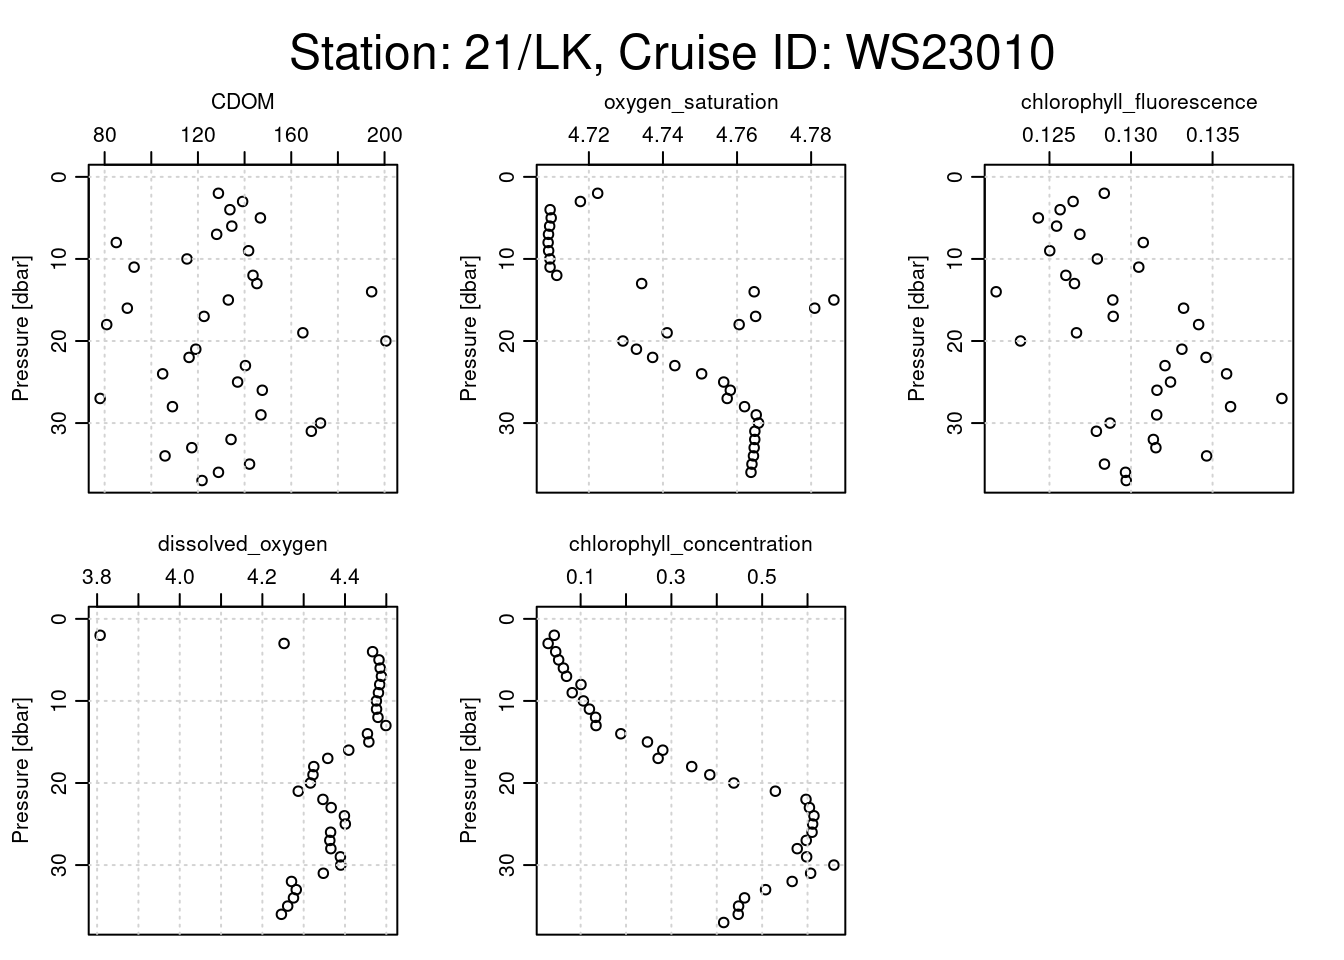 Station: 21/LK, Cruise ID: WS23010
CDOM
80 120 160 200
0
10
20
30
Pressure [dbar]
oxygen_saturation
4.72 4.74 4.76 4.78
0
10
20
30
Pressure [dbar]
chlorophyll_fluorescence
0.125 0.130 0.135
0
10
20
30
Pressure [dbar]
dissolved_oxygen
3.8 4.0 4.2 4.4
0
10
20
30
Pressure [dbar]
chlorophyll_concentration
0.1 0.3 0.5
0
10
20
30
Pressure [dbar]